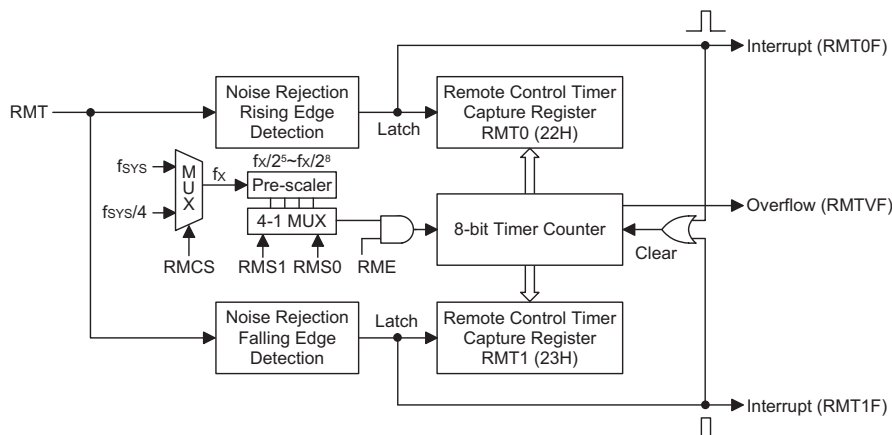 Interrupt (RMT0F)
Noise Rejection
Rising Edge
Detection
Remote Control Timer
Capture Register
RMT0 (22H)
RMT
Latch
fSYS
MUX
fX
fX/2⁵~fX/2⁸
Pre-scaler
fSYS/4
4-1 MUX
8-bit Timer Counter
Overflow (RMTVF)
Clear
RMCS
RMS1
RMS0
RME
Noise Rejection
Falling Edge
Detection
Latch
Remote Control Timer
Capture Register
RMT1 (23H)
Interrupt (RMT1F)